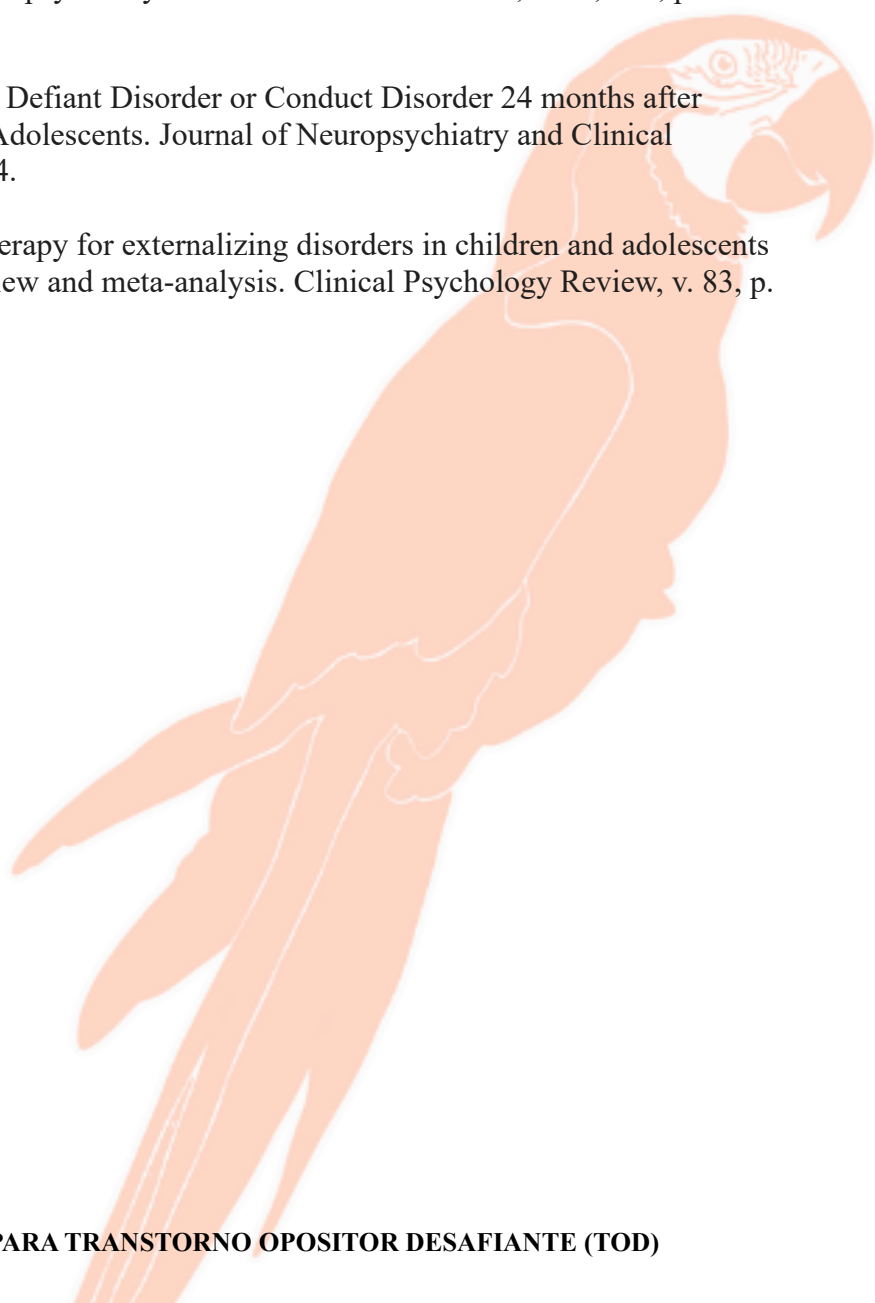 Defiant Disorder or Conduct Disorder 24 months after
Adolescents. Journal of Neuropsychiatry and Clinical
4.
erapy for externalizing disorders in children and adolescents
iew and meta-analysis. Clinical Psychology Review, v. 83, p.
PARA TRANSTORNO OPOSITOR DESAFIANTE (TOD)